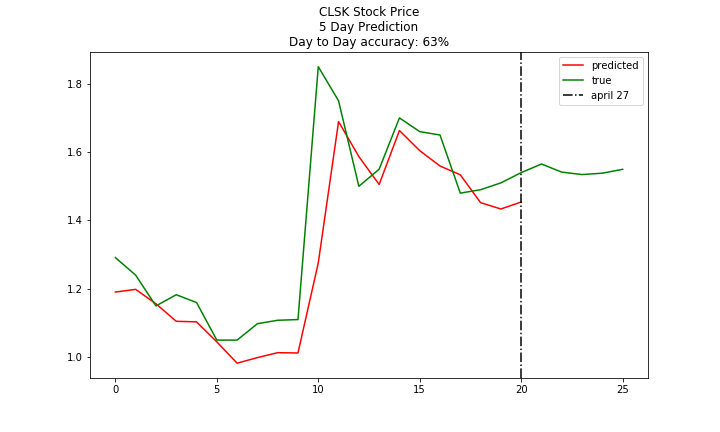 CLSK Stock Price
5 Day Prediction
Day to Day accuracy: 63%
predicted
true
april 27
1.8
1.6
1.4
1.2
1.0
0 5 10 15 20 25